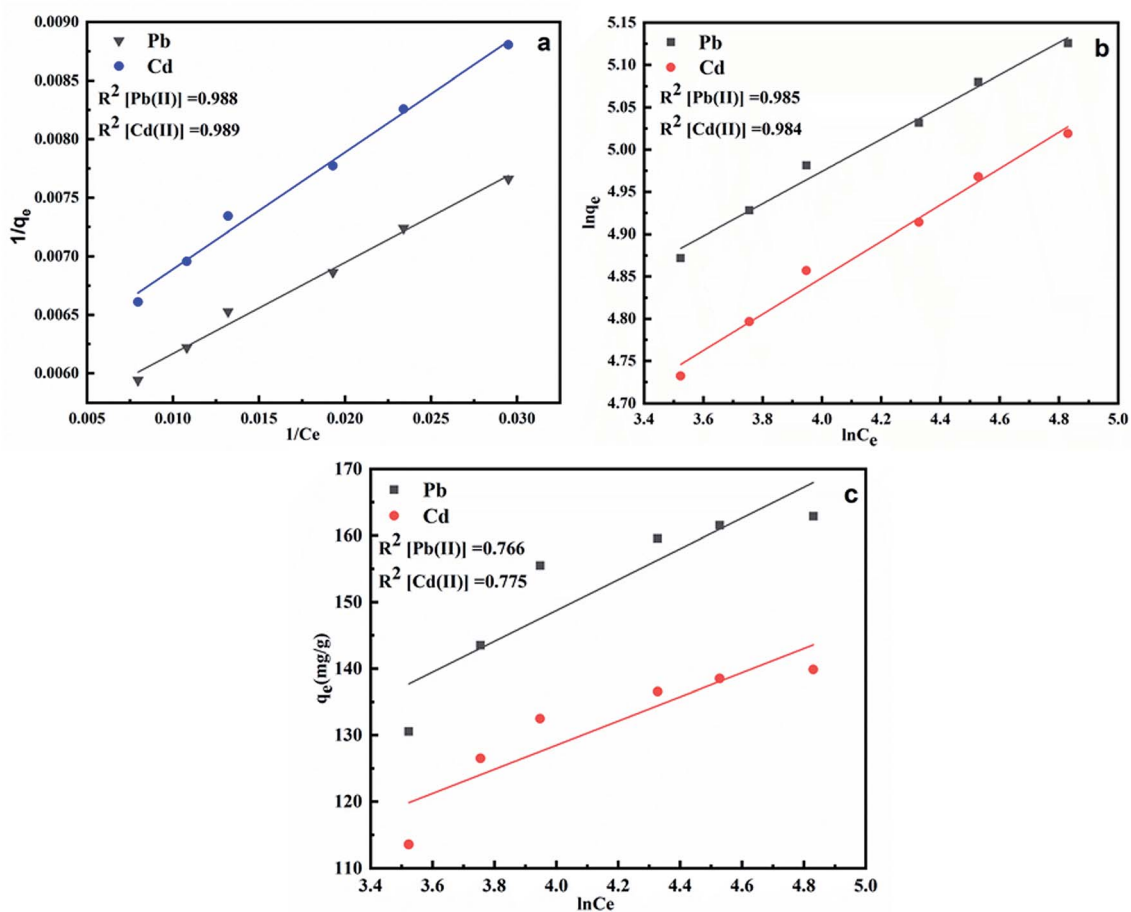 a
Pb
Cd
R² [Pb(II)] =0.988
R² [Cd(II)] =0.989
1/qe
0.0090
0.0085
0.0080
0.0075
0.0070
0.0065
0.0060
0.005 0.010 0.015 0.020 0.025 0.030
1/Ce
b
Pb
Cd
R² [Pb(II)] =0.985
R² [Cd(II)] =0.984
lnqe
5.15
5.10
5.05
5.00
4.95
4.90
4.85
4.80
4.75
4.70
3.4 3.6 3.8 4.0 4.2 4.4 4.6 4.8 5.0
lnCe
c
Pb
Cd
R² [Pb(II)] =0.766
R² [Cd(II)] =0.775
qe(mg/g)
170
160
150
140
130
120
110
3.4 3.6 3.8 4.0 4.2 4.4 4.6 4.8 5.0
lnCe